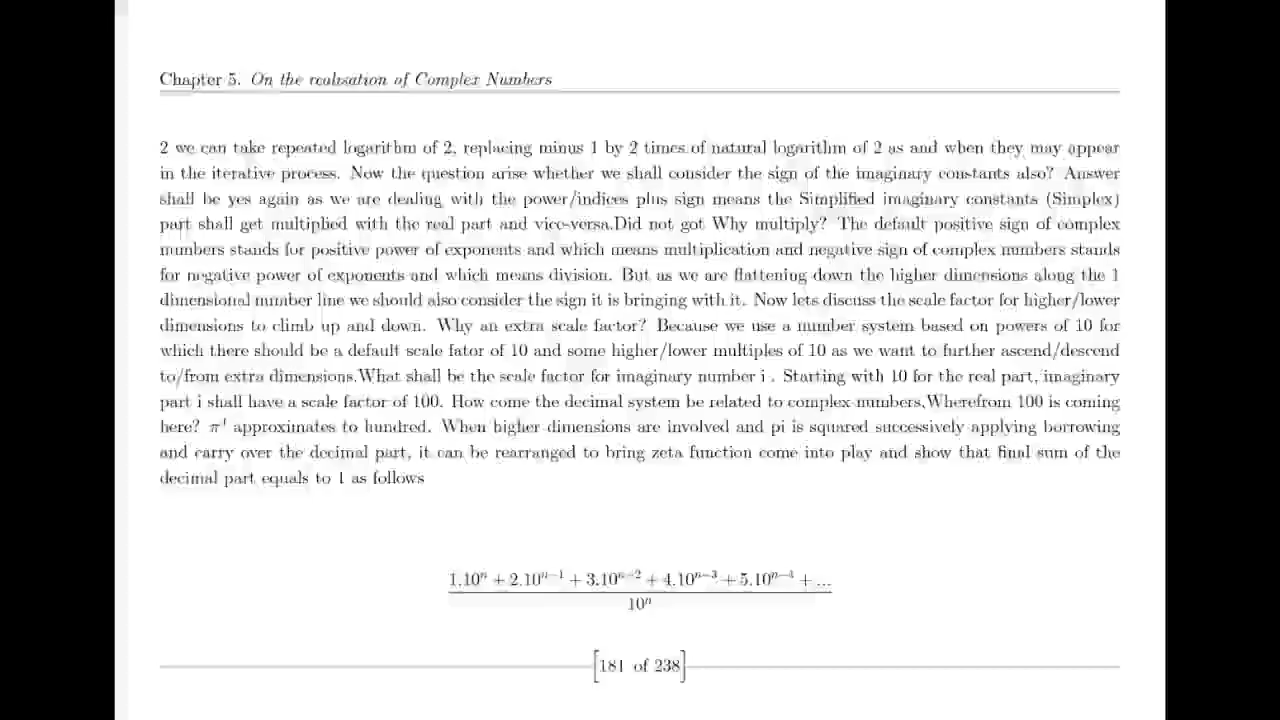 Chapter 5. On the realisation of Complex Numbers
2 we can take repeated logarithm of 2, replacing minus 1 by 2 times of natural logarithm of 2 as and when they may appear
in the iterative process. Now the question arise whether we shall consider the sign of the imaginary constants also? Answer
shall be yes again as we are dealing with the power/indices plus sign means the Simplified imaginary constants (Simplex)
part shall get multiplied with the real part and vice-versa.Did not got Why multiply? The default positive sign of complex
numbers stands for positive power of exponents and which means multiplication and negative sign of complex numbers stands
for negative power of exponents and which means division. But as we are flattening down the higher dimensions along the 1
dimensional number line we should also consider the sign it is bringing with it. Now lets discuss the scale factor for higher/lower
dimensions to climb up and down. Why an extra scale factor? Because we use a number system based on powers of 10 for
which there should be a default scale fator of 10 and some higher/lower multiples of 10 as we want to further ascend/descend
to/from extra dimensions.What shall be the scale factor for imaginary number i . Starting with 10 for the real part, imaginary
part i shall have a scale factor of 100. How come the decimal system be related to complex numbers,Wherefrom 100 is coming
here? π⁴ approximates to hundred. When higher dimensions are involved and pi is squared successively applying borrowing
and carry over the decimal part, it can be rearranged to bring zeta function come into play and show that final sum of the
decimal part equals to 1 as follows
1.10ⁿ + 2.10ⁿ⁻¹ + 3.10ⁿ⁻² + 4.10ⁿ⁻³ + 5.10ⁿ⁻⁴ + ...
10ⁿ
[181 of 238]